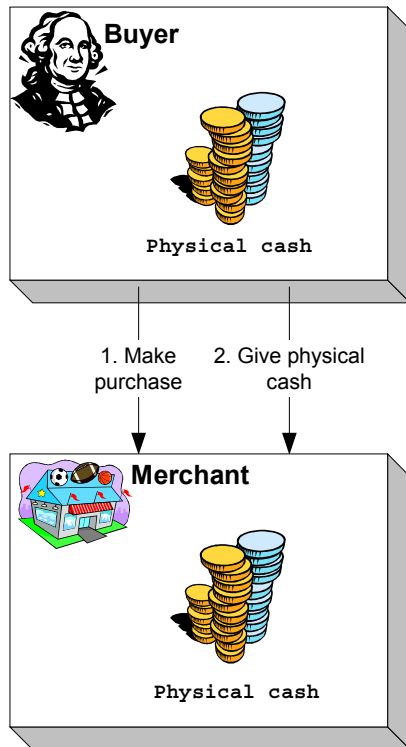 Buyer
Physical cash
1. Make
purchase
2. Give physical
cash
Merchant
Physical cash